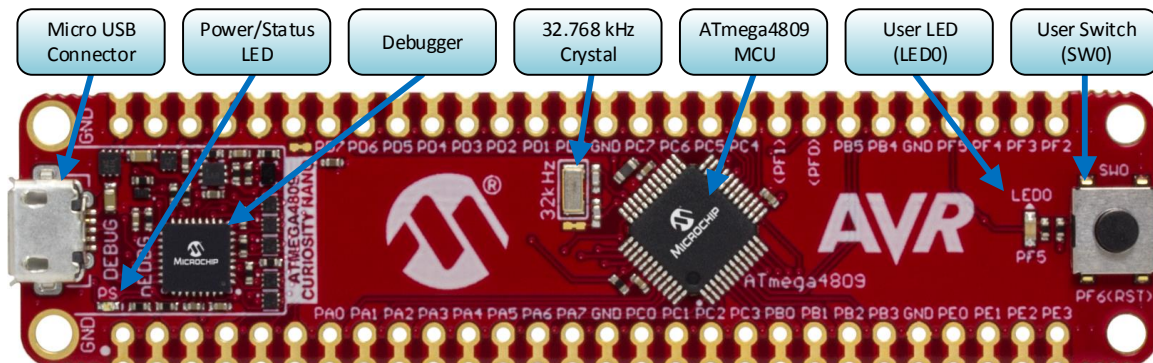 Micro USB
Connector
Power/Status
LED
Debugger
32.768 kHz
Crystal
ATmega4809
MCU
User LED
(LED0)
User Switch
(SW0)
GND
PD7 PD6 PD5 PD4 PD3 PD2 PD1 GND PC7 PC6 PC5 PC4 (PF1) (PF0) PB5 PB4 GND PF5 PF4 PF3 PF2
DEBUG
PS
MICROCHIP
ATMEGA4809
CURIOSITY NANO
®
32kHz
MICROCHIP
AVR
ATmega4809
LED0
PF5
SW0
PF6(RST)
GND
PA0 PA1 PA2 PA3 PA4 PA5 PA6 PA7 GND PC0 PC1 PC2 PC3 PB0 PB1 PB2 PB3 GND PE0 PE1 PE2 PE3